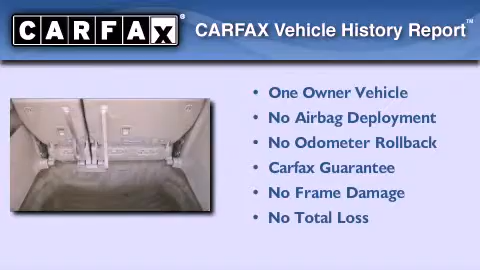 CARFAX® CARFAX Vehicle History Report™
• One Owner Vehicle
• No Airbag Deployment
• No Odometer Rollback
• Carfax Guarantee
• No Frame Damage
• No Total Loss